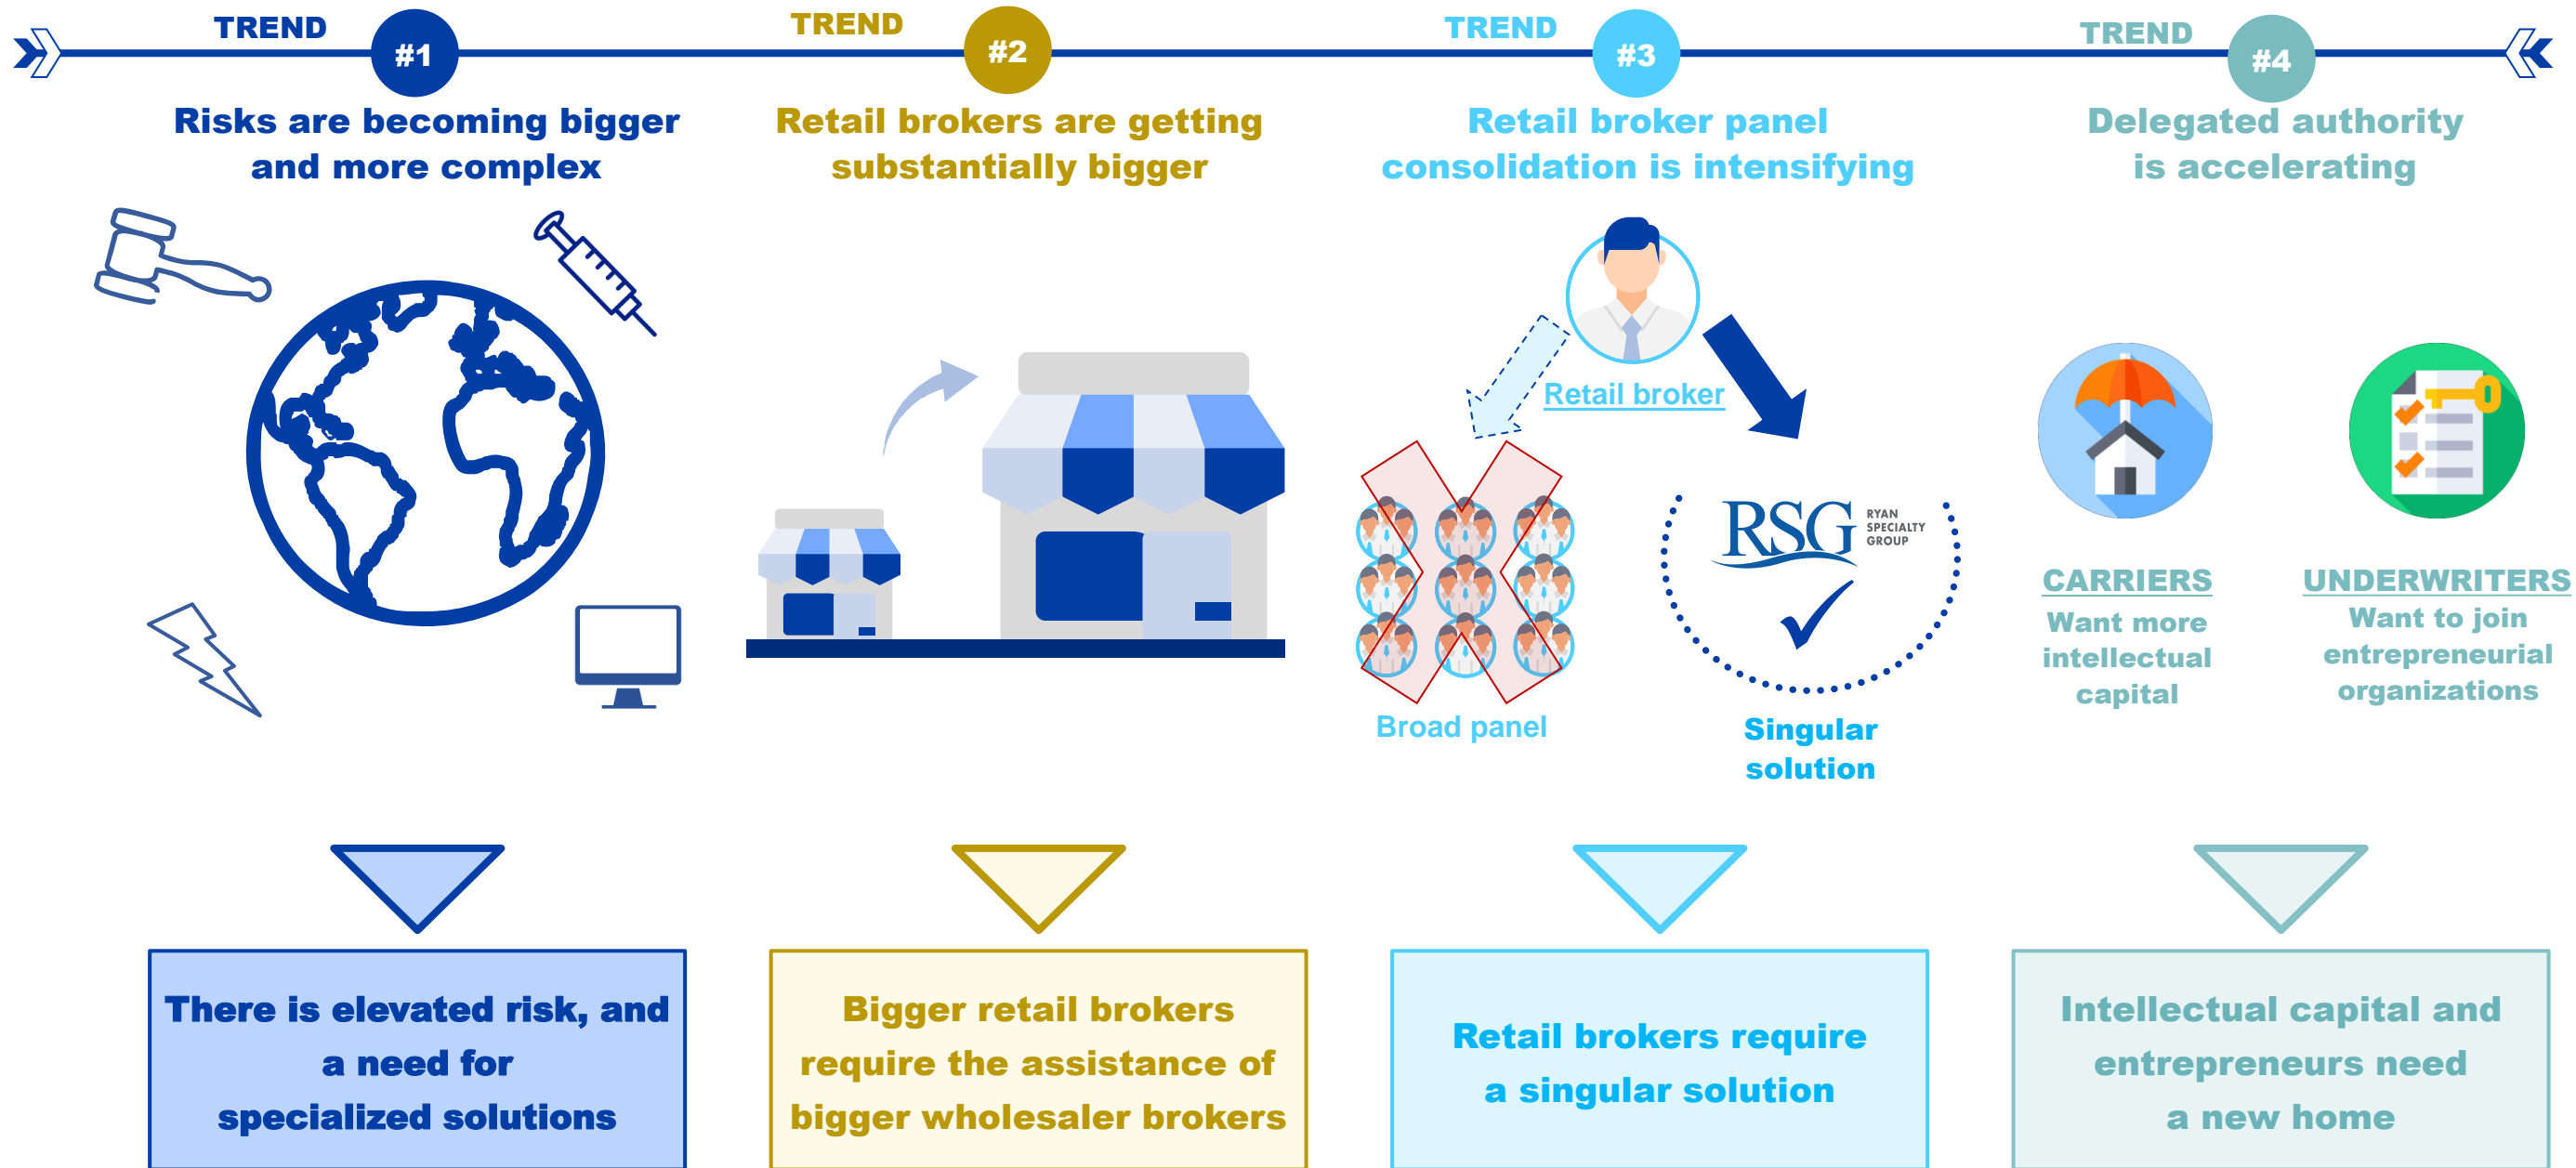 TREND
#1
Risks are becoming bigger
and more complex
TREND
#2
Retail brokers are getting
substantially bigger
TREND
#3
Retail broker panel
consolidation is intensifying
TREND
#4
Delegated authority
is accelerating
Retail broker
Broad panel
RSG
RYAN
SPECIALTY
GROUP
Singular
solution
CARRIERS
Want more
intellectual
capital
UNDERWRITERS
Want to join
entrepreneurial
organizations
There is elevated risk, and
a need for
specialized solutions
Bigger retail brokers
require the assistance of
bigger wholesaler brokers
Retail brokers require
a singular solution
Intellectual capital and
entrepreneurs need
a new home